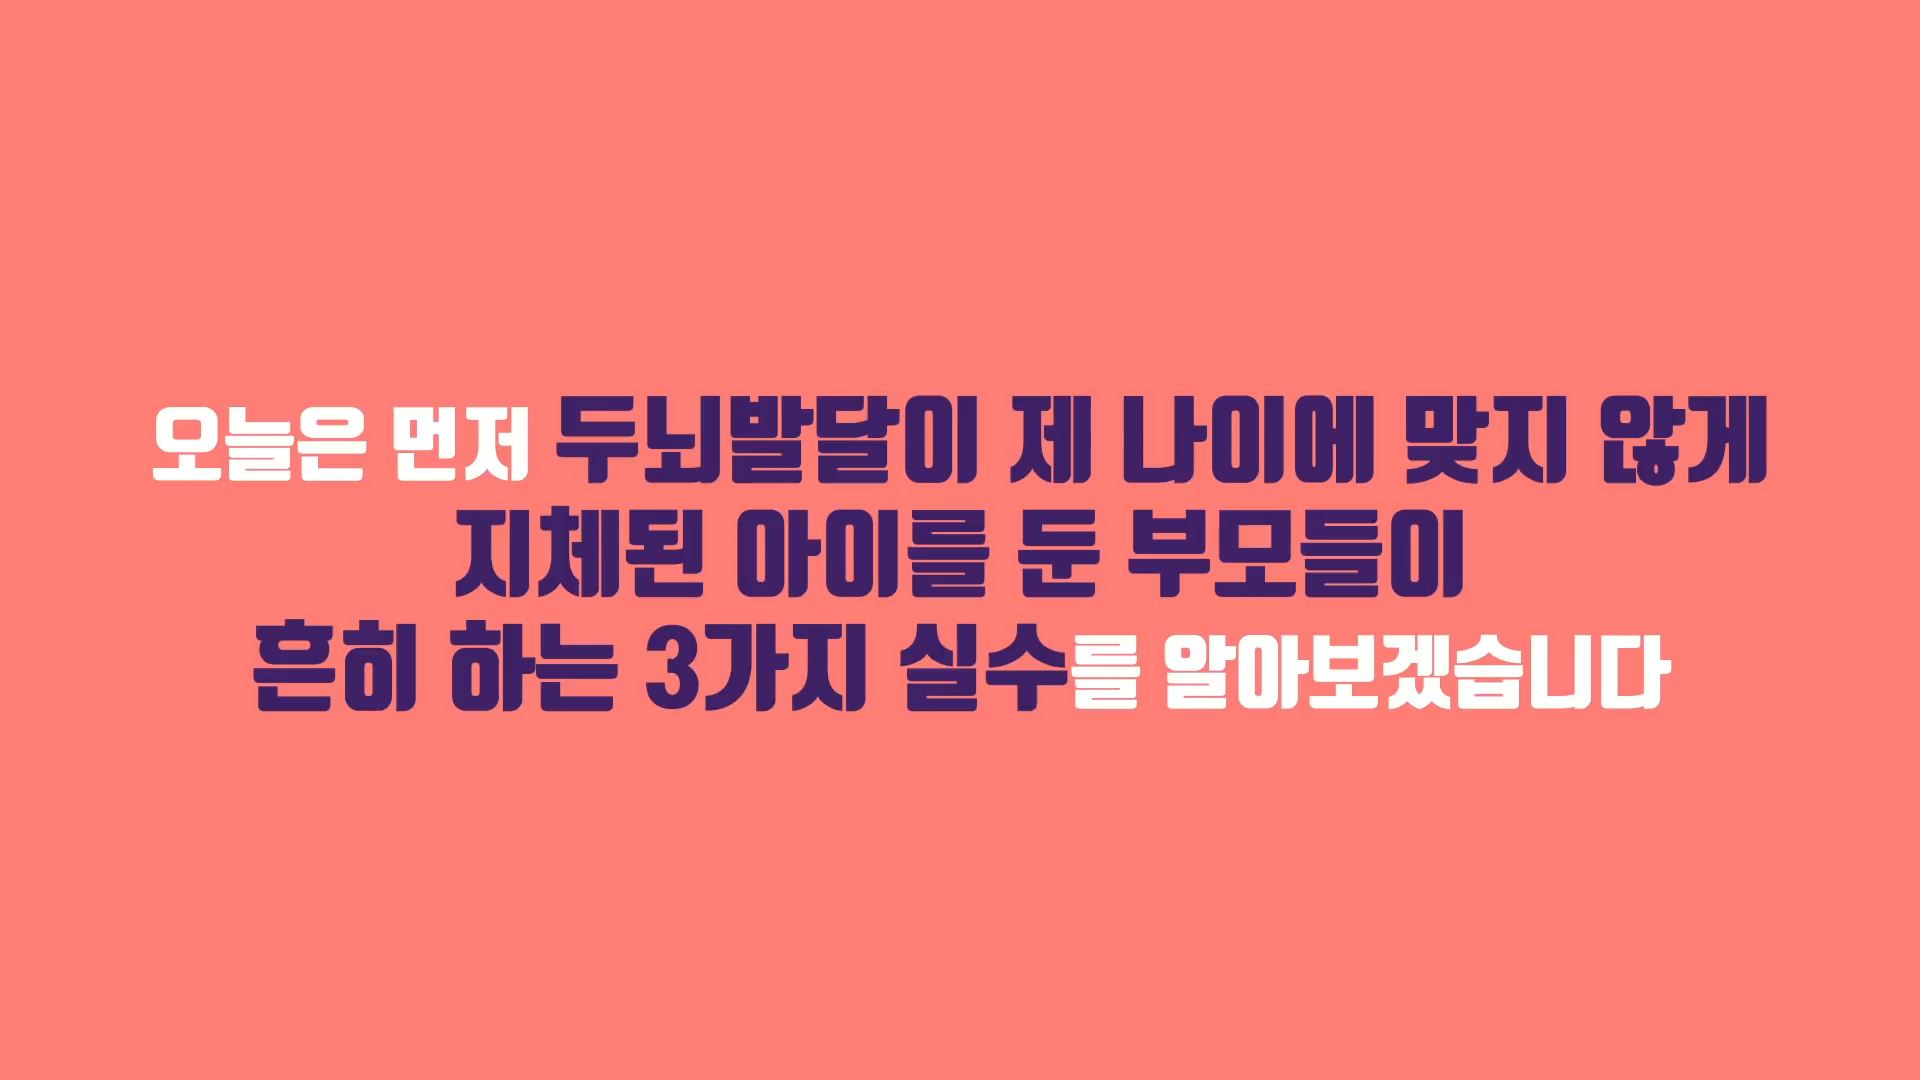 오늘은 먼저 두뇌발달이 제 나이에 맞지 않게
지체된 아이를 둔 부모들이
흔히 하는 3가지 실수를 알아보겠습니다